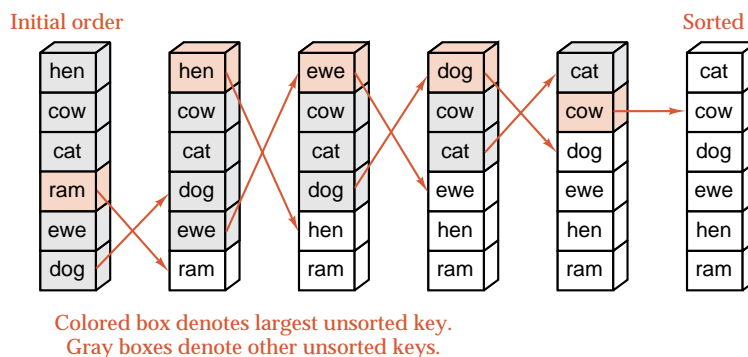 Initial order
Sorted
hen hen ewe dog cat cat
cow cow cow cow cow cow
cat cat cat cat dog dog
ram dog dog ewe ewe ewe
ewe ewe hen hen hen hen
dog ram ram ram ram ram
Colored box denotes largest unsorted key.
Gray boxes denote other unsorted keys.